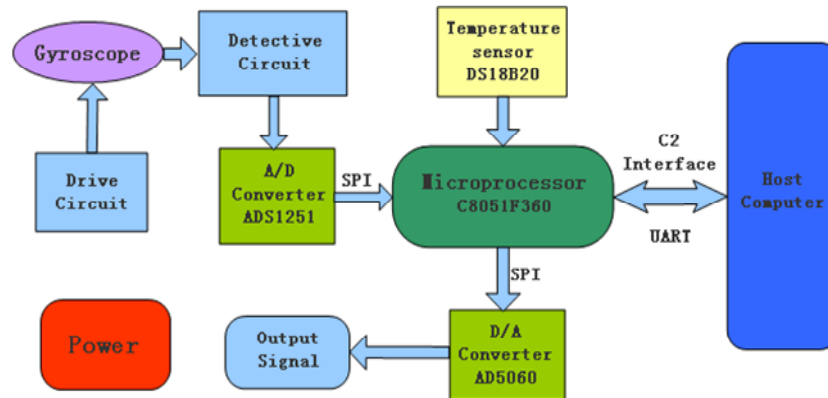 Gyroscope
Detective
Circuit
Temperature
sensor
DS18B20
Drive
Circuit
A/D
Converter
ADS1251
SPI
Microprocessor
C8051F360
C2
Interface
UART
Host
Computer
SPI
Power
Output
Signal
D/A
Converter
AD5060